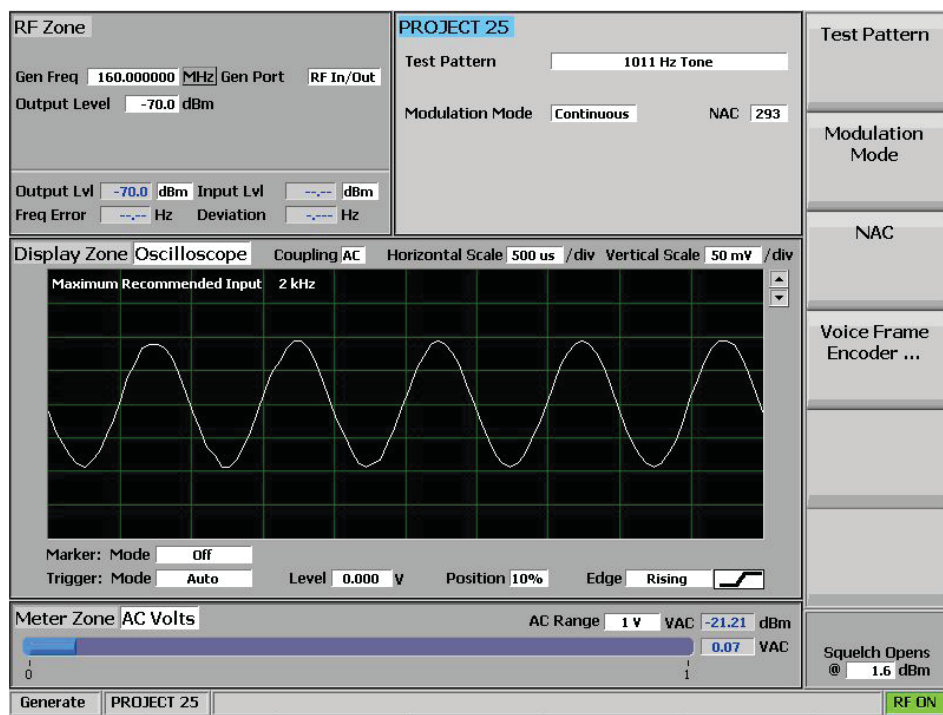 RF Zone
Gen Freq 160.000000 MHz Gen Port RF In/Out
Output Level -70.0 dBm
Output Lvl -70.0 dBm Input Lvl --.-- dBm
Freq Error --.-- Hz Deviation -.--- Hz
PROJECT 25
Test Pattern 1011 Hz Tone
Modulation Mode Continuous NAC 293
Display Zone Oscilloscope Coupling AC Horizontal Scale 500 us /div Vertical Scale 50 mV /div
Maximum Recommended Input 2 kHz
Marker: Mode Off
Trigger: Mode Auto Level 0.000 V Position 10% Edge Rising
Meter Zone AC Volts AC Range 1 V VAC -21.21 dBm
0.07 VAC
0 1
Test Pattern
Modulation
Mode
NAC
Voice Frame
Encoder ...
Squelch Opens
@ 1.6 dBm
Generate PROJECT 25 RF ON